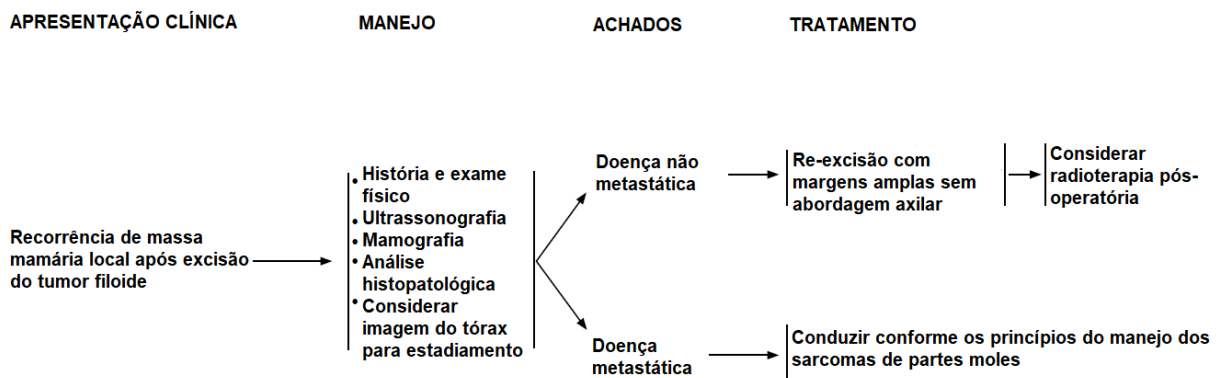 APRESENTAÇÃO CLÍNICA
MANEJO
ACHADOS
TRATAMENTO
Recorrência de massa
mamária local após excisão
do tumor filoide
• História e exame
físico
• Ultrassonografia
• Mamografia
• Análise
histopatológica
• Considerar
imagem do tórax
para estadiamento
Doença não
metastática
Re-excisão com
margens amplas sem
abordagem axilar
Considerar
radioterapia pós-
operatória
Doença
metastática
Conduzir conforme os princípios do manejo dos
sarcomas de partes moles